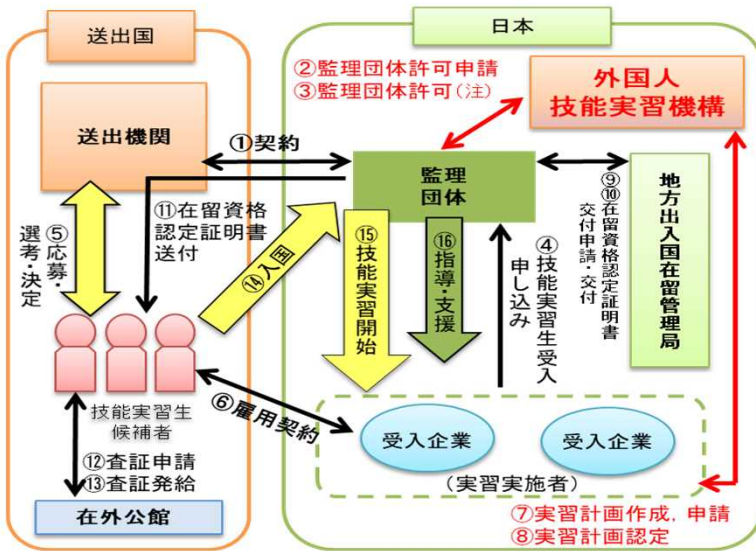 送出国
日本
送出機関
①契約
②監理団体許可申請
③監理団体許可(注)
外国人
技能実習機構
監理
団体
⑤応募・
選考・決定
⑪在留資格
認定証明書
送付
⑭入国
⑮技能実習開始
⑯指導・支援
④技能実習生受入
申し込み
⑨⑩在留資格認定証明書
交付申請・交付
地方出入国在留管理局
技能実習生
候補者
⑥雇用契約
受入企業
受入企業
(実習実施者)
⑫査証申請
⑬査証発給
在外公館
⑦実習計画作成，申請
⑧実習計画認定